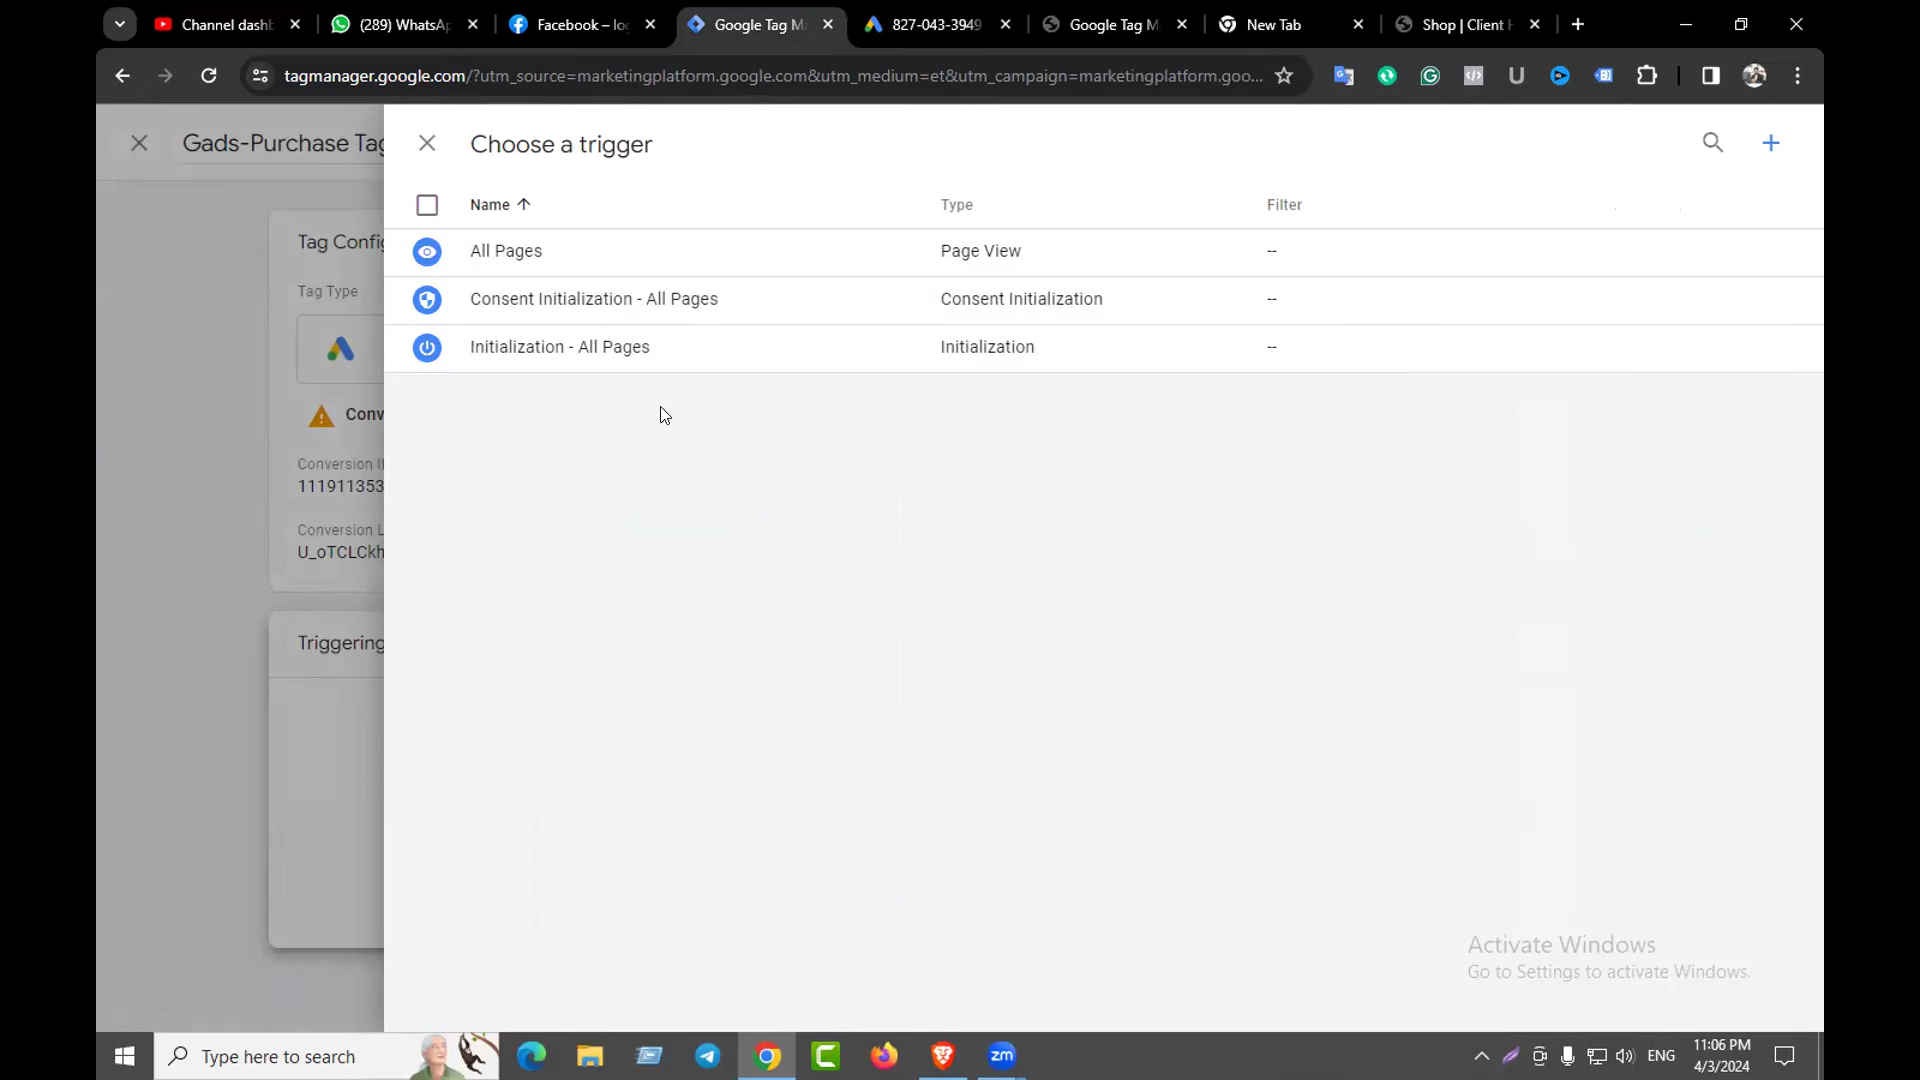 Channel dashb
(289) WhatsAp
Facebook – lo
Google Tag M
827-043-3949
Google Tag M
New Tab
Shop | Client H
tagmanager.google.com/?utm_source=marketingplatform.google.com&utm_medium=et&utm_campaign=marketingplatform.goo...
Gads-Purchase Tag
Choose a trigger
Name
Type
Filter
Tag Config
All Pages
Page View
--
Tag Type
Consent Initialization - All Pages
Consent Initialization
--
Initialization - All Pages
Initialization
--
Conv
Conversion I
111911353
Conversion L
U_oTCLCkh
Triggering
Activate Windows
Go to Settings to activate Windows.
Type here to search
zm
ENG
11:06 PM
4/3/2024